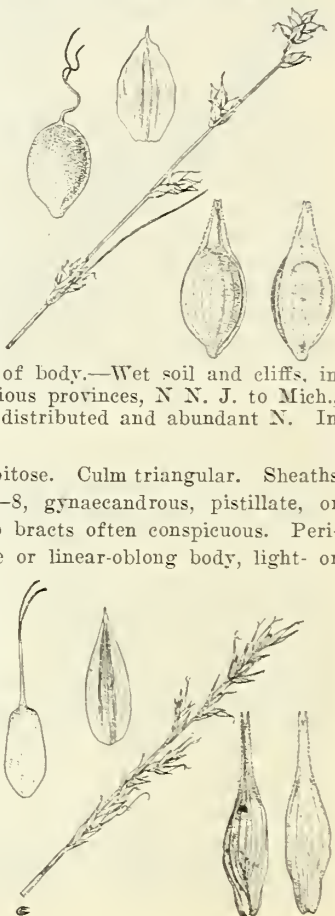 of body.—Wet soil and cliffs, in
ious provinces, N N. J. to Mich.,
distributed and abundant N. In
pitose. Culm triangular. Sheaths
–8, gynaecandrous, pistillate, or
bracts often conspicuous. Peri-
e or linear-oblong body, light- or